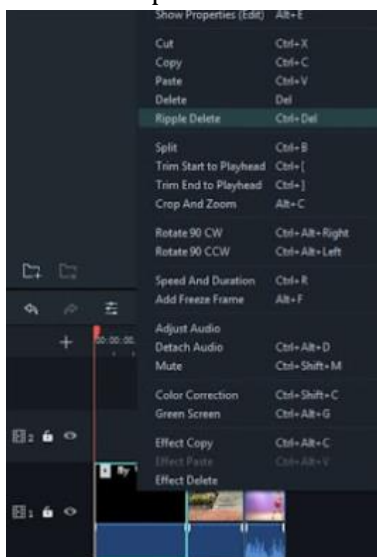 Show Properties (Edit) Alt+E
Cut Ctrl+X
Copy Ctrl+C
Paste Ctrl+V
Delete Del
Ripple Delete Ctrl+Del
Split Ctrl+B
Trim Start to Playhead Ctrl+[
Trim End to Playhead Ctrl+]
Crop And Zoom Alt+C
Rotate 90 CW Ctrl+Alt+Right
Rotate 90 CCW Ctrl+Alt+Left
Speed And Duration Ctrl+R
Add Freeze Frame Alt+F
Adjust Audio
Detach Audio Ctrl+Alt+D
Mute Ctrl+Shift+M
Color Correction Ctrl+Shift+C
Green Screen Ctrl+Alt+G
Effect Copy Ctrl+Alt+C
Effect Paste Ctrl+Alt+V
Effect Delete
00:00:00
2
fly
1